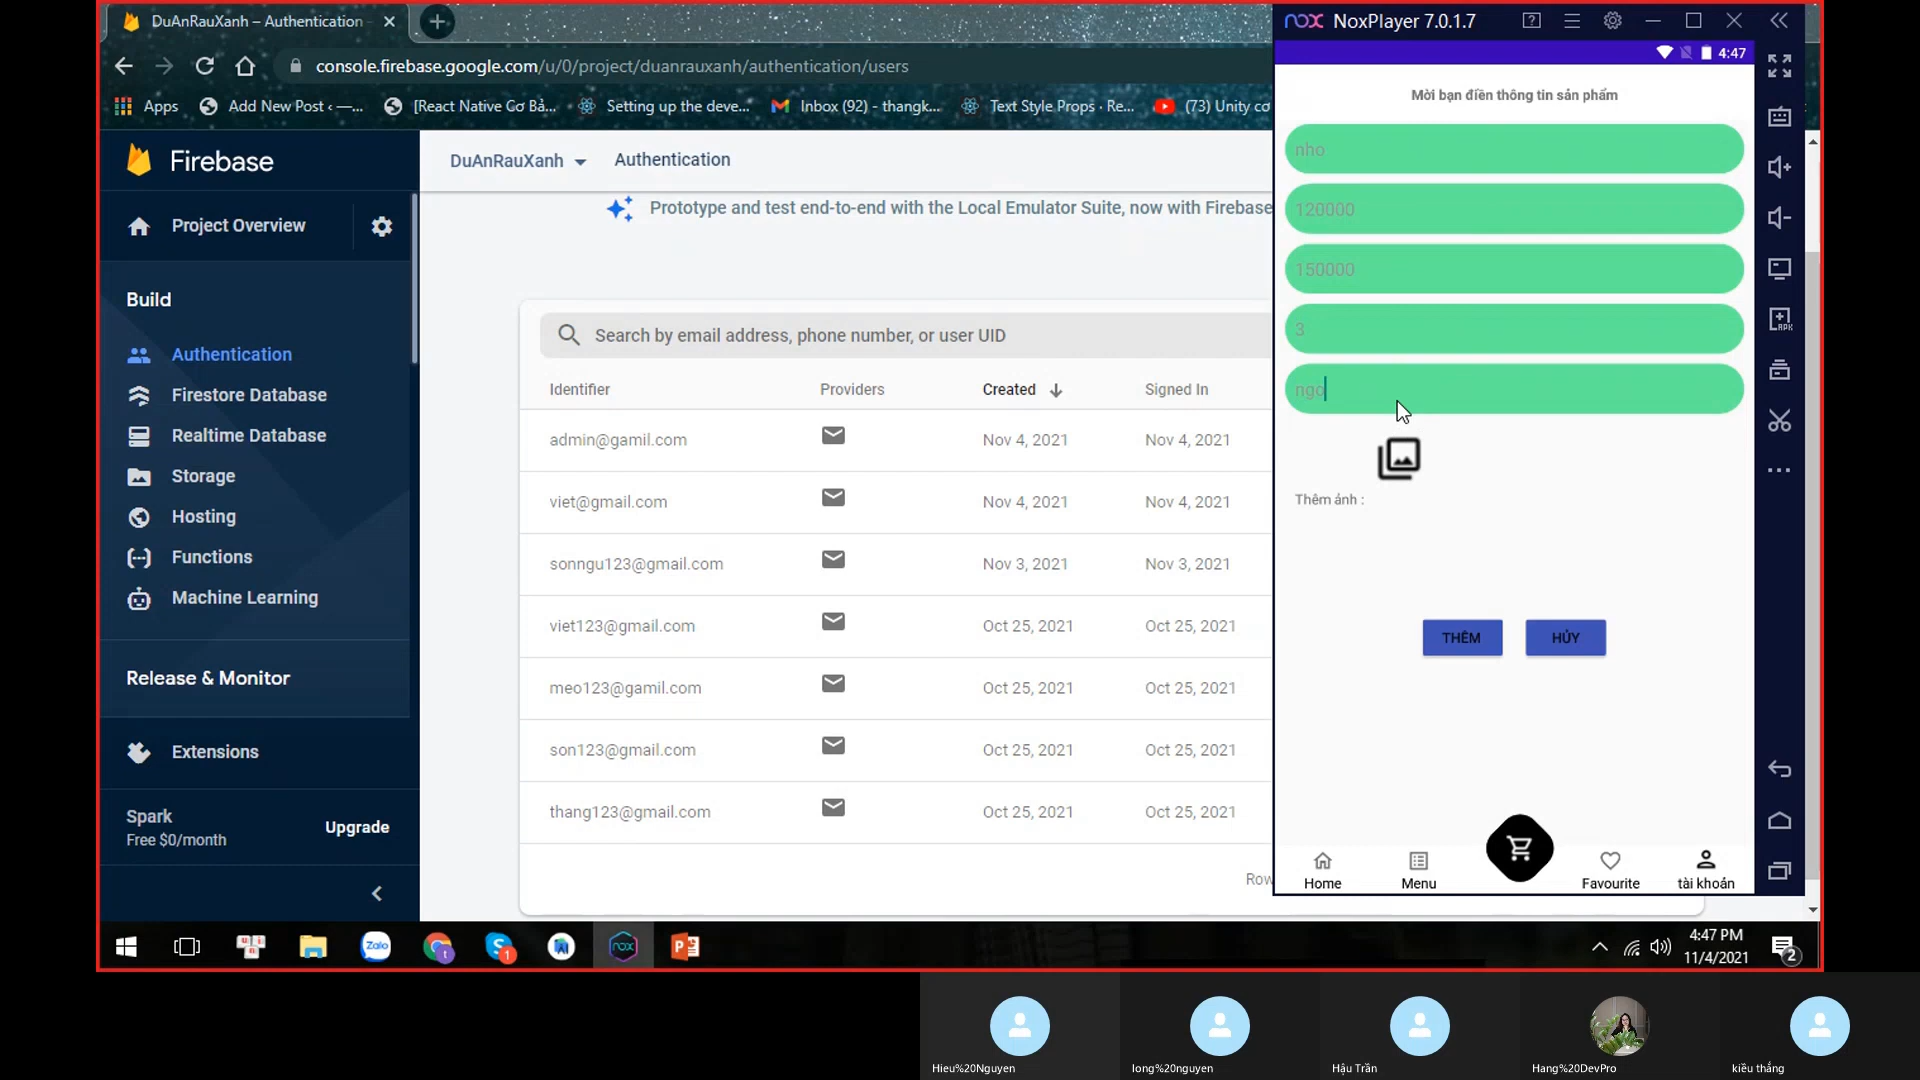 DuAnRauXanh – Authentication
console.firebase.google.com/u/0/project/duanrauxanh/authentication/users
Apps
Add New Post ‹ —...
[React Native Cơ Bả...
Setting up the deve...
Inbox (92) - thangk...
Text Style Props · Re...
(73) Unity cơ
Firebase
Project Overview
Build
Authentication
Firestore Database
Realtime Database
Storage
Hosting
Functions
Machine Learning
Release & Monitor
Extensions
Spark
Free $0/month
Upgrade
DuAnRauXanh
Authentication
Prototype and test end-to-end with the Local Emulator Suite, now with Firebase
Search by email address, phone number, or user UID
Identifier Providers Created Signed In
admin@gamil.com Nov 4, 2021 Nov 4, 2021
viet@gmail.com Nov 4, 2021 Nov 4, 2021
sonngu123@gmail.com Nov 3, 2021 Nov 3, 2021
viet123@gmail.com Oct 25, 2021 Oct 25, 2021
meo123@gamil.com Oct 25, 2021 Oct 25, 2021
son123@gmail.com Oct 25, 2021 Oct 25, 2021
thang123@gmail.com Oct 25, 2021 Oct 25, 2021
Row
nox NoxPlayer 7.0.1.7
4:47
Mời bạn điền thông tin sản phẩm
nho
120000
150000
3
ngo
Thêm ảnh :
THÊM HỦY
Home Menu Favourite tài khoản
Zalo
nox
4:47 PM
11/4/2021
2
Hieu%20Nguyen
long%20nguyen
Hậu Trần
Hang%20DevPro
kiều thắng